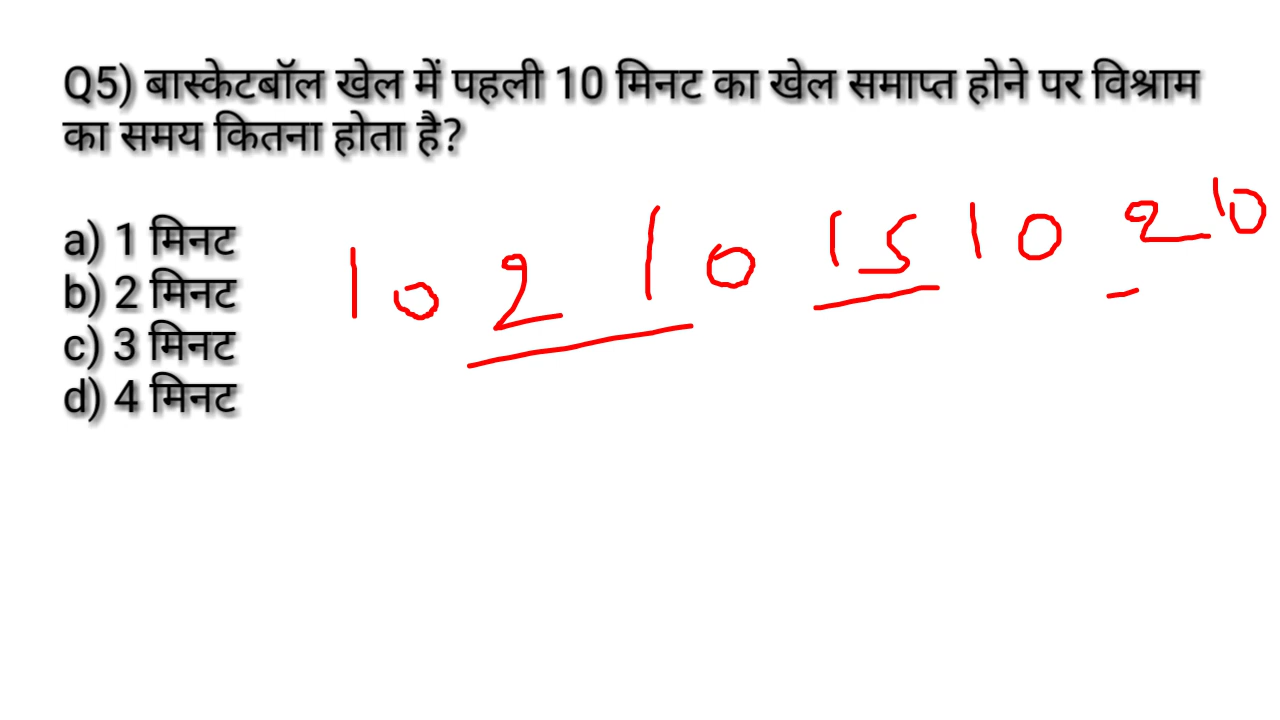 Q5) बास्केटबॉल खेल में पहली 10 मिनट का खेल समाप्त होने पर विश्राम
का समय कितना होता है?
a) 1 मिनट
b) 2 मिनट
c) 3 मिनट
d) 4 मिनट
10 2 10 15 10 2 10